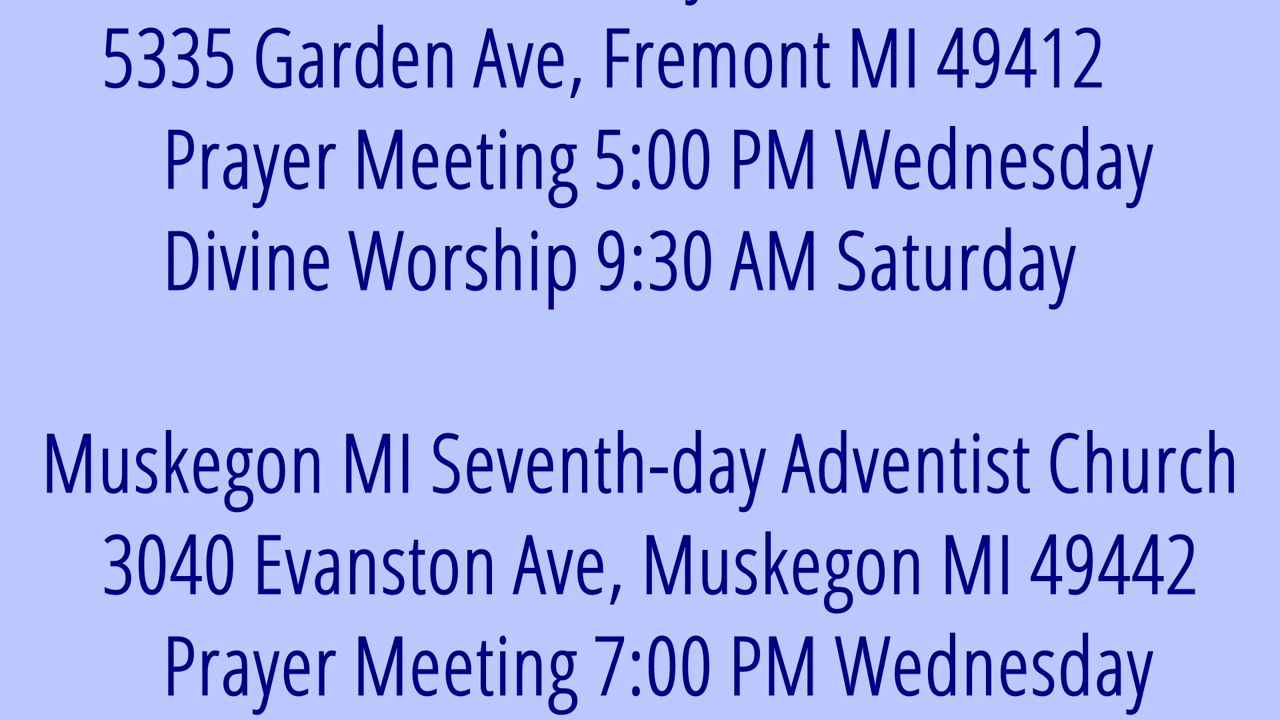 5335 Garden Ave, Fremont MI 49412
Prayer Meeting 5:00 PM Wednesday
Divine Worship 9:30 AM Saturday
Muskegon MI Seventh-day Adventist Church
3040 Evanston Ave, Muskegon MI 49442
Prayer Meeting 7:00 PM Wednesday